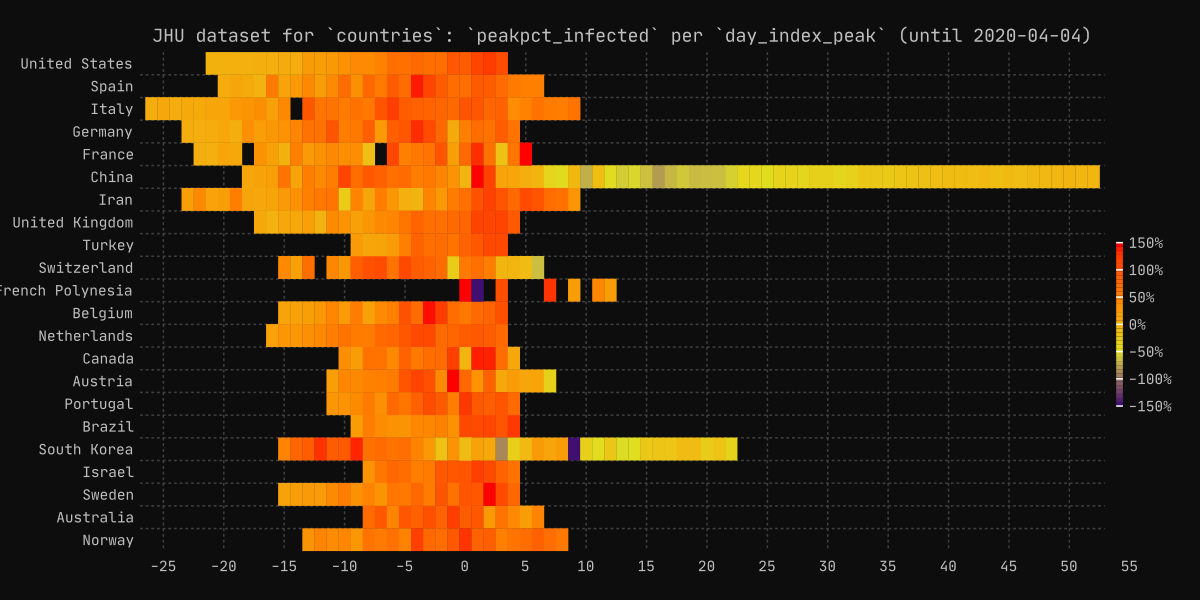 JHU dataset for `countries`: `peakpct_infected` per `day_index_peak` (until 2020-04-04)
United States
Spain
Italy
Germany
France
China
Iran
United Kingdom
Turkey
Switzerland
French Polynesia
Belgium
Netherlands
Canada
Austria
Portugal
Brazil
South Korea
Israel
Sweden
Australia
Norway
-25 -20 -15 -10 -5 0 5 10 15 20 25 30 35 40 45 50 55
150%
100%
50%
0%
-50%
-100%
-150%